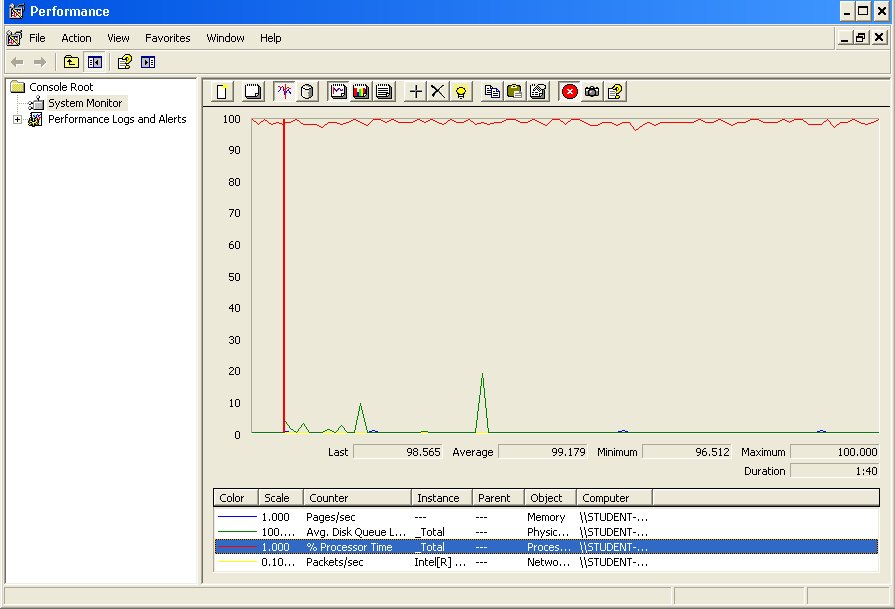 Performance
File Action View Favorites Window Help
Console Root
System Monitor
Performance Logs and Alerts
100
90
80
70
60
50
40
30
20
10
0
Last 98.565 Average 99.179 Minimum 96.512 Maximum 100.000
Duration 1:40
Color Scale Counter Instance Parent Object Computer
1.000 Pages/sec --- --- Memory \\STUDENT-...
100.... Avg. Disk Queue L... _Total --- Physic... \\STUDENT-...
1.000 % Processor Time _Total --- Proces... \\STUDENT-...
0.10... Packets/sec Intel[R] ... --- Netwo... \\STUDENT-...